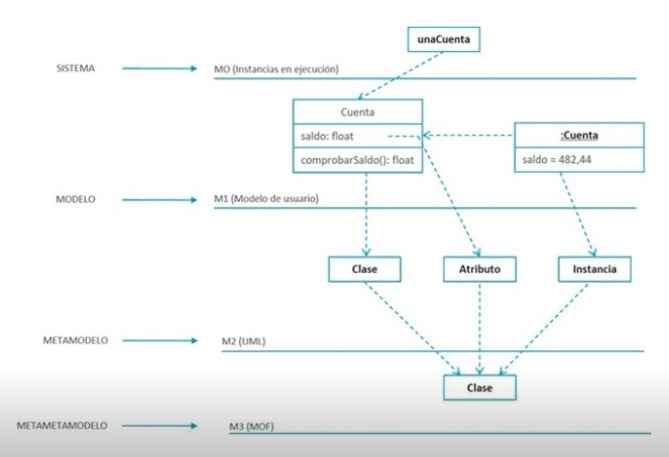 unaCuenta
SISTEMA
M0 (Instancias en ejecución)
Cuenta
saldo: float
comprobarSaldo(): float
:Cuenta
saldo = 482,44
MODELO
M1 (Modelo de usuario)
Clase
Atributo
Instancia
METAMODELO
M2 (UML)
Clase
METAMETAMODELO
M3 (MOF)